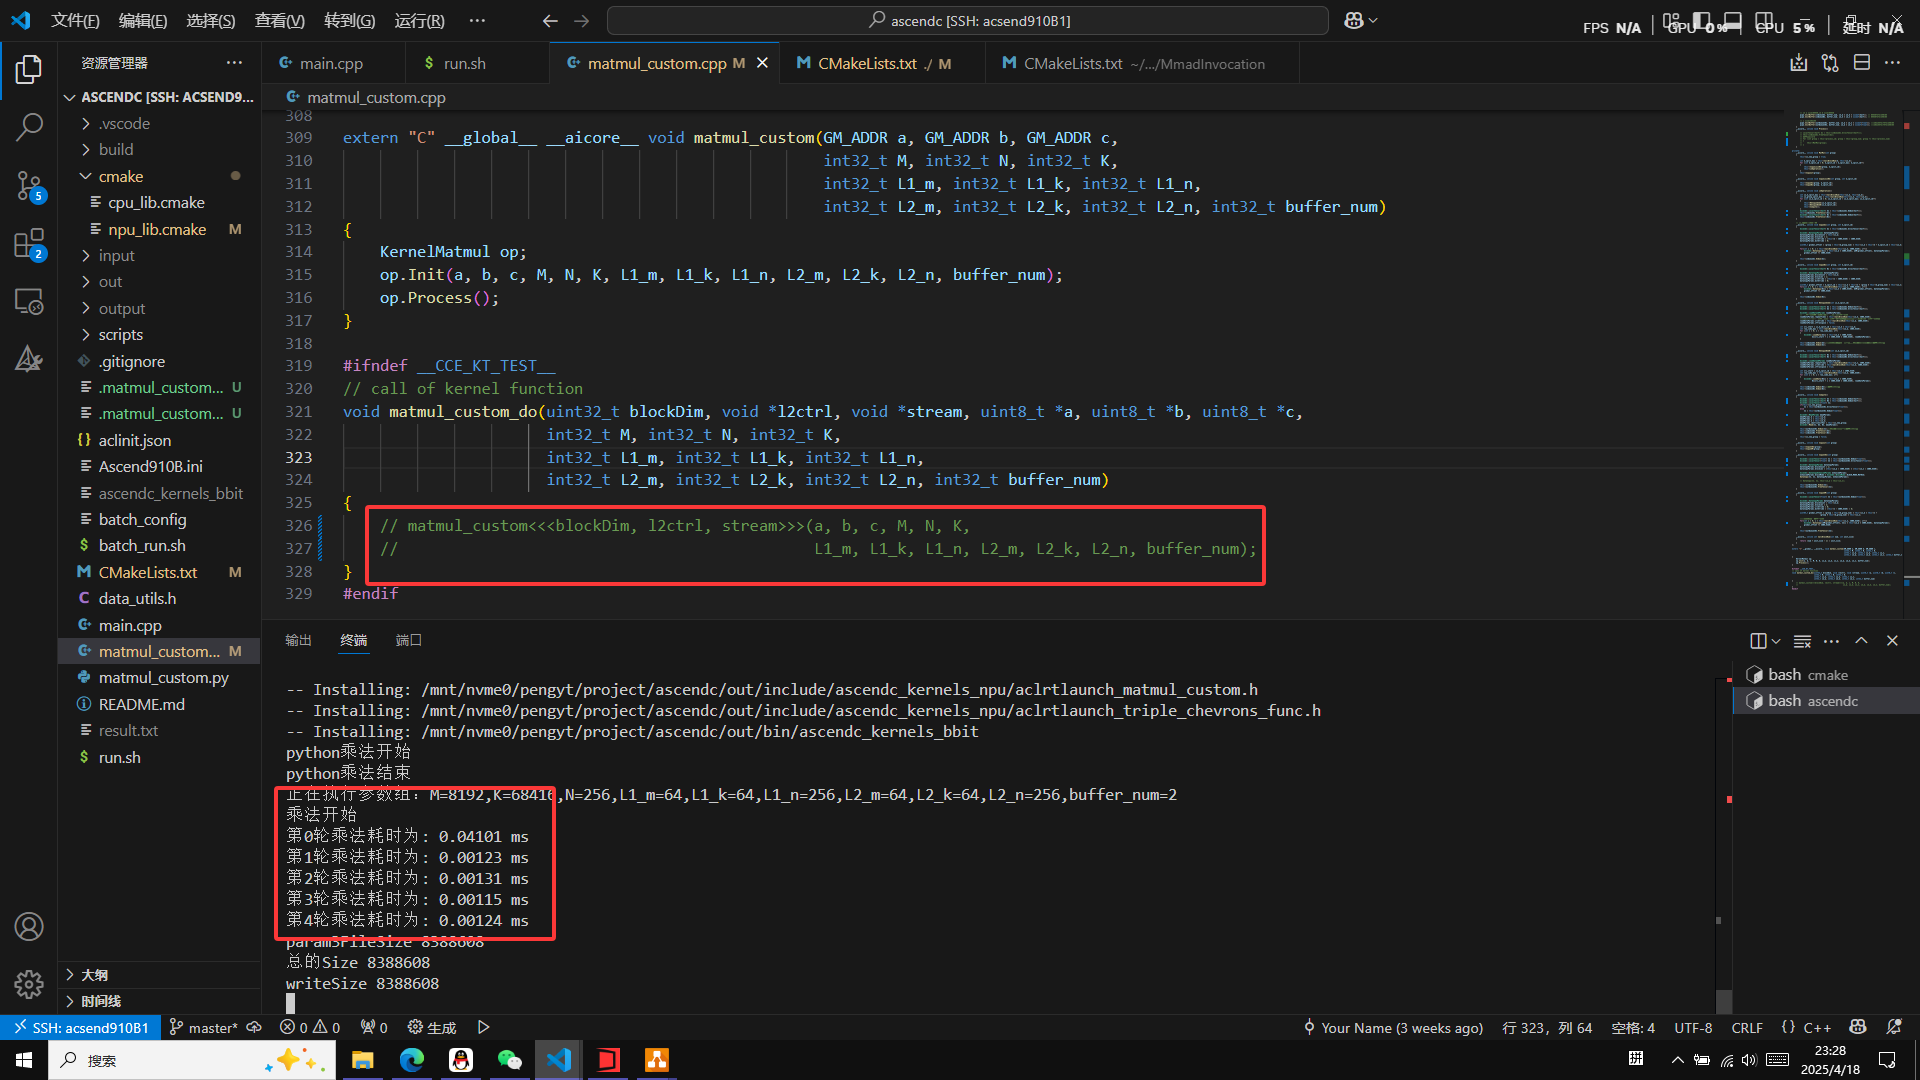 文件(F) 编辑(E) 选择(S) 查看(V) 转到(G) 运行(R) ···
ascendc [SSH: acsend910B1]
FPS N/A GPU 0% CPU 5% 延时 N/A
资源管理器
main.cpp
run.sh
matmul_custom.cpp M
CMakeLists.txt ./ M
CMakeLists.txt ~/.../MmadInvocation
matmul_custom.cpp
ASCENDC [SSH: ACSEND9...
.vscode
build
cmake
cpu_lib.cmake
npu_lib.cmake M
input
out
output
scripts
.gitignore
.matmul_custom... U
.matmul_custom... U
aclinit.json
Ascend910B.ini
ascendc_kernels_bbit
batch_config
batch_run.sh
CMakeLists.txt M
data_utils.h
main.cpp
matmul_custom... M
matmul_custom.py
README.md
result.txt
run.sh
大纲
时间线
5
2
308
309 extern "C" __global__ __aicore__ void matmul_custom(GM_ADDR a, GM_ADDR b, GM_ADDR c,
310 int32_t M, int32_t N, int32_t K,
311 int32_t L1_m, int32_t L1_k, int32_t L1_n,
312 int32_t L2_m, int32_t L2_k, int32_t L2_n, int32_t buffer_num)
313 {
314 KernelMatmul op;
315 op.Init(a, b, c, M, N, K, L1_m, L1_k, L1_n, L2_m, L2_k, L2_n, buffer_num);
316 op.Process();
317 }
318
319 #ifndef __CCE_KT_TEST__
320 // call of kernel function
321 void matmul_custom_do(uint32_t blockDim, void *l2ctrl, void *stream, uint8_t *a, uint8_t *b, uint8_t *c,
322 int32_t M, int32_t N, int32_t K,
323 int32_t L1_m, int32_t L1_k, int32_t L1_n,
324 int32_t L2_m, int32_t L2_k, int32_t L2_n, int32_t buffer_num)
325 {
326 // matmul_custom<<<blockDim, l2ctrl, stream>>>(a, b, c, M, N, K,
327 // L1_m, L1_k, L1_n, L2_m, L2_k, L2_n, buffer_num);
328 }
329 #endif
输出 终端 端口
-- Installing: /mnt/nvme0/pengyt/project/ascendc/out/include/ascendc_kernels_npu/aclrtlaunch_matmul_custom.h
-- Installing: /mnt/nvme0/pengyt/project/ascendc/out/include/ascendc_kernels_npu/aclrtlaunch_triple_chevrons_func.h
-- Installing: /mnt/nvme0/pengyt/project/ascendc/out/bin/ascendc_kernels_bbit
python乘法开始
python乘法结束
正在执行参数组: M=8192,K=68416,N=256,L1_m=64,L1_k=64,L1_n=256,L2_m=64,L2_k=64,L2_n=256,buffer_num=2
乘法开始
第0轮乘法耗时为: 0.04101 ms
第1轮乘法耗时为: 0.00123 ms
第2轮乘法耗时为: 0.00131 ms
第3轮乘法耗时为: 0.00115 ms
第4轮乘法耗时为: 0.00124 ms
param3FileSize 8388608
总的Size 8388608
writeSize 8388608
bash cmake
bash ascendc
SSH: acsend910B1 master* 0 0 0 生成
Your Name (3 weeks ago) 行 323，列 64 空格: 4 UTF-8 CRLF {} C++
搜索
拼
23:28
2025/4/18